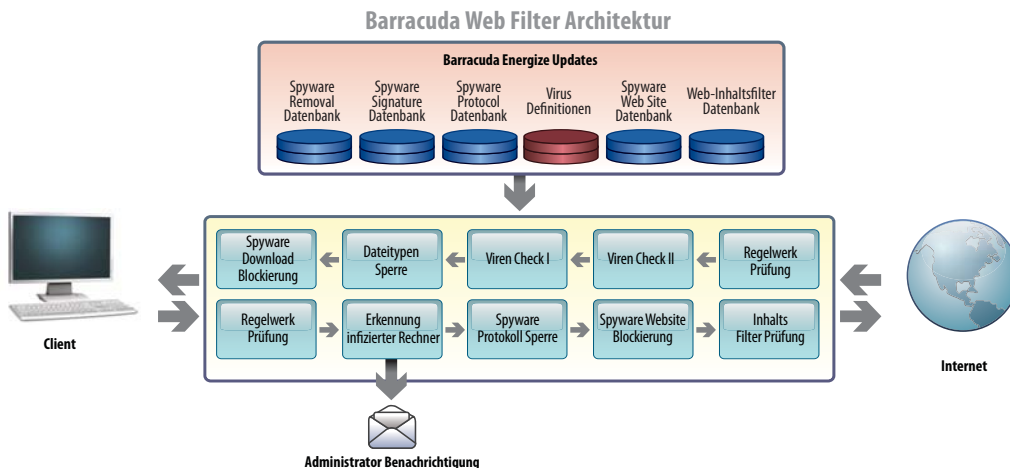 Barracuda Web Filter Architektur
Barracuda Energize Updates
Spyware
Removal
Datenbank
Spyware
Signature
Datenbank
Spyware
Protocol
Datenbank
Virus
Definitionen
Spyware
Web Site
Datenbank
Web-Inhaltsfilter
Datenbank
Spyware
Download
Blockierung
Dateitypen
Sperre
Viren Check I
Viren Check II
Regelwerk
Prüfung
Regelwerk
Prüfung
Erkennung
infizierter Rechner
Spyware
Protokoll Sperre
Spyware Website
Blockierung
Inhalts
Filter Prüfung
Client
Internet
Administrator Benachrichtigung